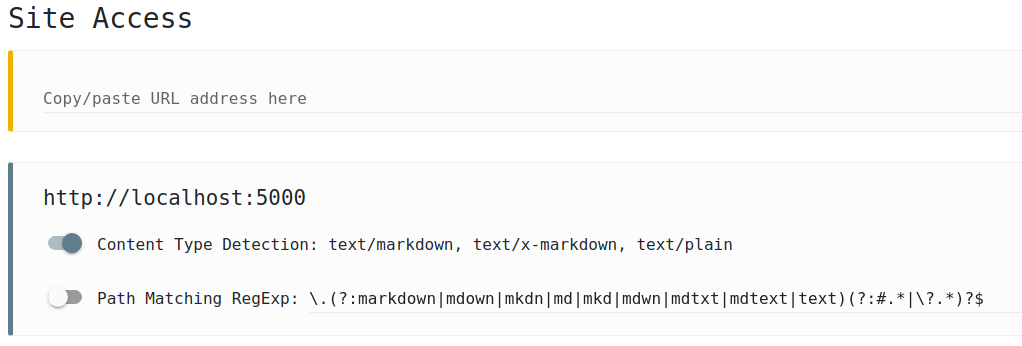 Site Access
Copy/paste URL address here
http://localhost:5000
Content Type Detection: text/markdown, text/x-markdown, text/plain
Path Matching RegExp: \.(?:markdown|mdown|mkdn|md|mkd|mdwn|mdtxt|mdtext|text)(?:#.*|\?.*)?$